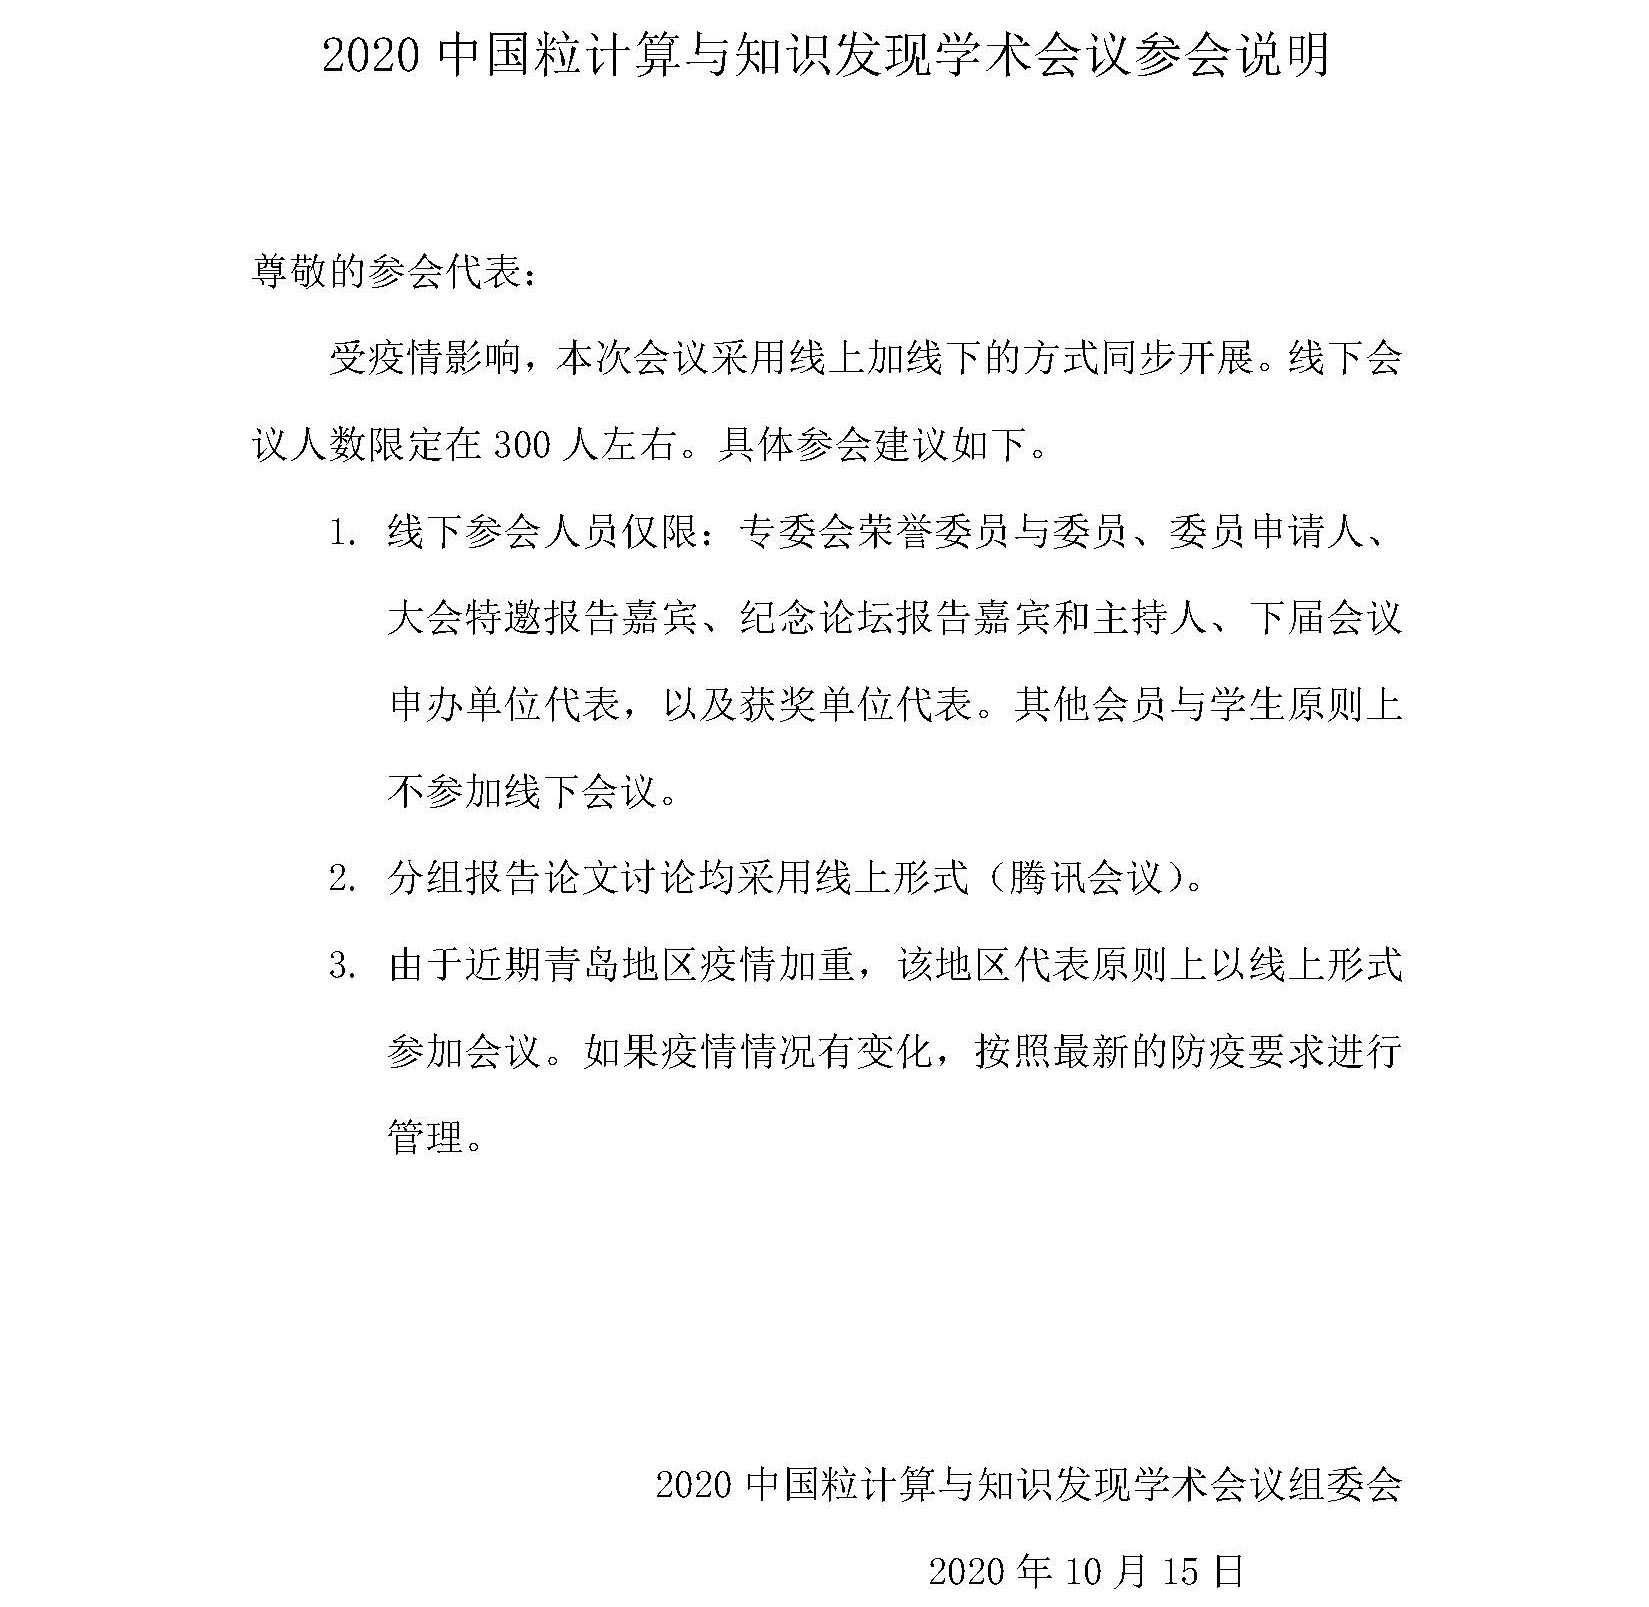 2020 中国粒计算与知识发现学术会议参会说明
尊敬的参会代表：
受疫情影响，本次会议采用线上加线下的方式同步开展。线下会
议人数限定在 300 人左右。具体参会建议如下。
1. 线下参会人员仅限：专委会荣誉委员与委员、委员申请人、
大会特邀报告嘉宾、纪念论坛报告嘉宾和主持人、下届会议
申办单位代表，以及获奖单位代表。其他会员与学生原则上
不参加线下会议。
2. 分组报告论文讨论均采用线上形式（腾讯会议）。
3. 由于近期青岛地区疫情加重，该地区代表原则上以线上形式
参加会议。如果疫情情况有变化，按照最新的防疫要求进行
管理。
2020 中国粒计算与知识发现学术会议组委会
2020 年 10 月 15 日